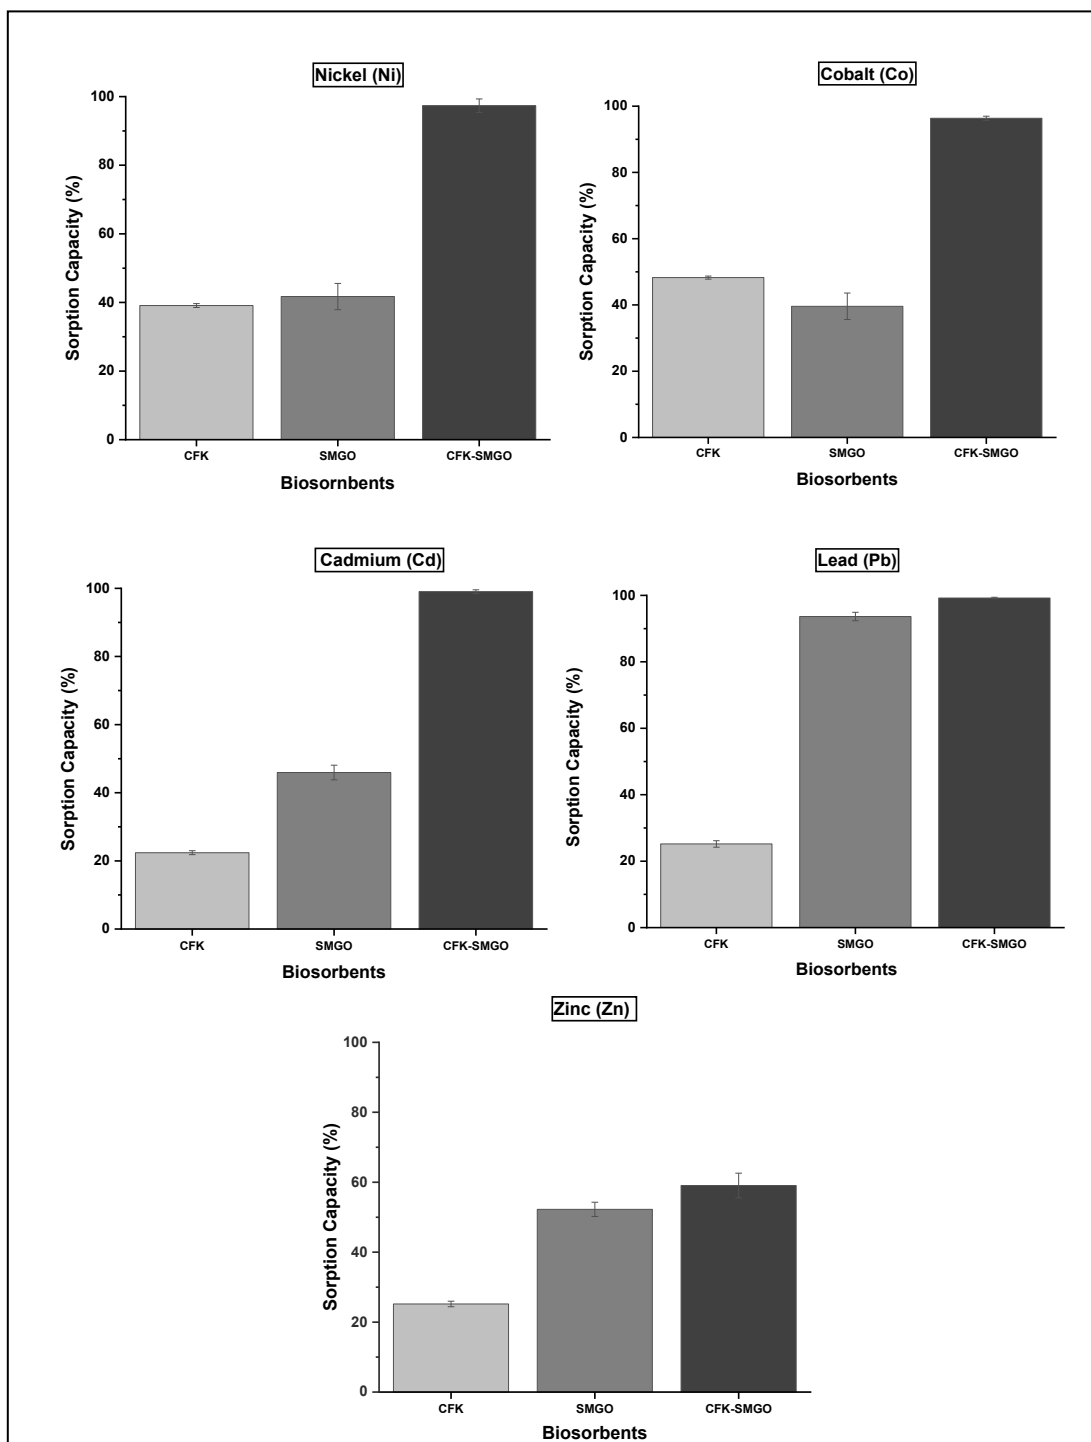 Nickel (Ni)
100
80
60
40
20
0
Sorption Capacity (%)
CFK
SMGO
CFK-SMGO
Biosornbents
Cobalt (Co)
100
80
60
40
20
0
Sorption Capacity (%)
CFK
SMGO
CFK-SMGO
Biosorbents
Cadmium (Cd)
100
80
60
40
20
0
Sorption Capacity (%)
CFK
SMGO
CFK-SMGO
Biosorbents
Lead (Pb)
100
80
60
40
20
0
Sorption Capacity (%)
CFK
SMGO
CFK-SMGO
Biosorbents
Zinc (Zn)
100
80
60
40
20
0
Sorption Capacity (%)
CFK
SMGO
CFK-SMGO
Biosorbents